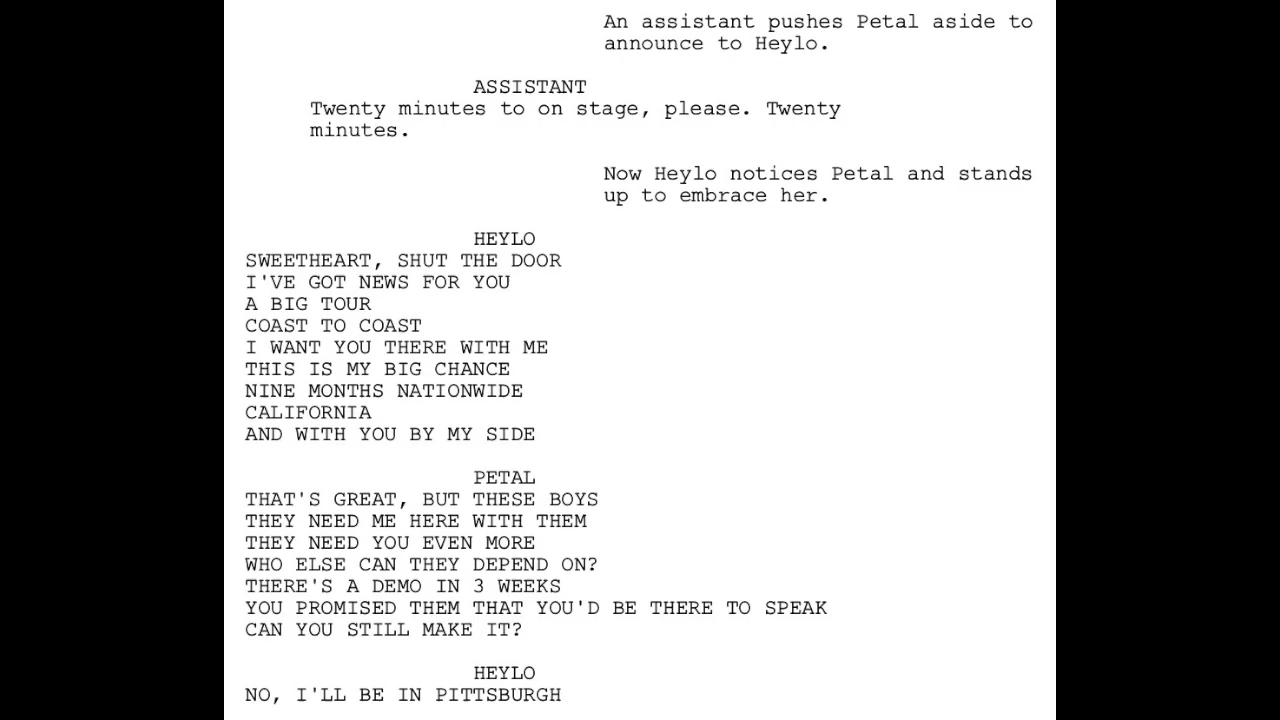 An assistant pushes Petal aside to
announce to Heylo.
ASSISTANT
Twenty minutes to on stage, please. Twenty
minutes.
Now Heylo notices Petal and stands
up to embrace her.
HEYLO
SWEETHEART, SHUT THE DOOR
I'VE GOT NEWS FOR YOU
A BIG TOUR
COAST TO COAST
I WANT YOU THERE WITH ME
THIS IS MY BIG CHANCE
NINE MONTHS NATIONWIDE
CALIFORNIA
AND WITH YOU BY MY SIDE
PETAL
THAT'S GREAT, BUT THESE BOYS
THEY NEED ME HERE WITH THEM
THEY NEED YOU EVEN MORE
WHO ELSE CAN THEY DEPEND ON?
THERE'S A DEMO IN 3 WEEKS
YOU PROMISED THEM THAT YOU'D BE THERE TO SPEAK
CAN YOU STILL MAKE IT?
HEYLO
NO, I'LL BE IN PITTSBURGH